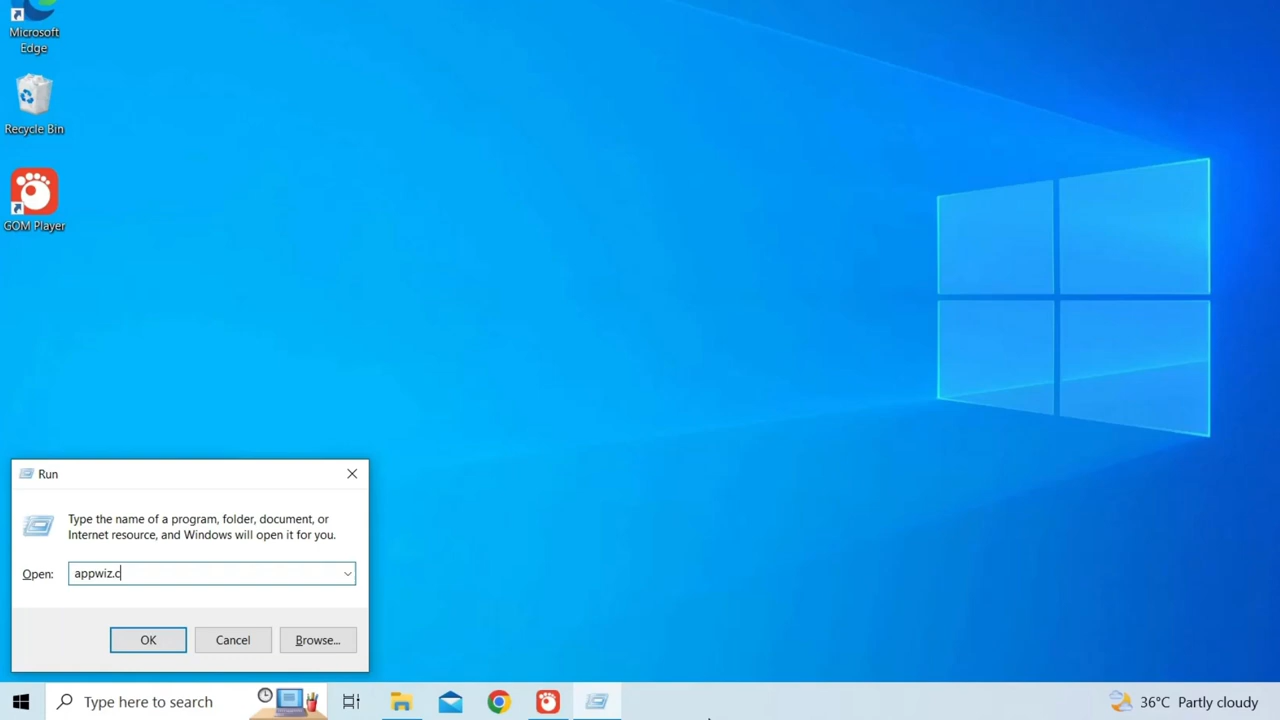 Microsoft
Edge
Recycle Bin
GOM Player
Run
Type the name of a program, folder, document, or
Internet resource, and Windows will open it for you.
Open:
appwiz.c
OK
Cancel
Browse...
Type here to search
36°C Partly cloudy